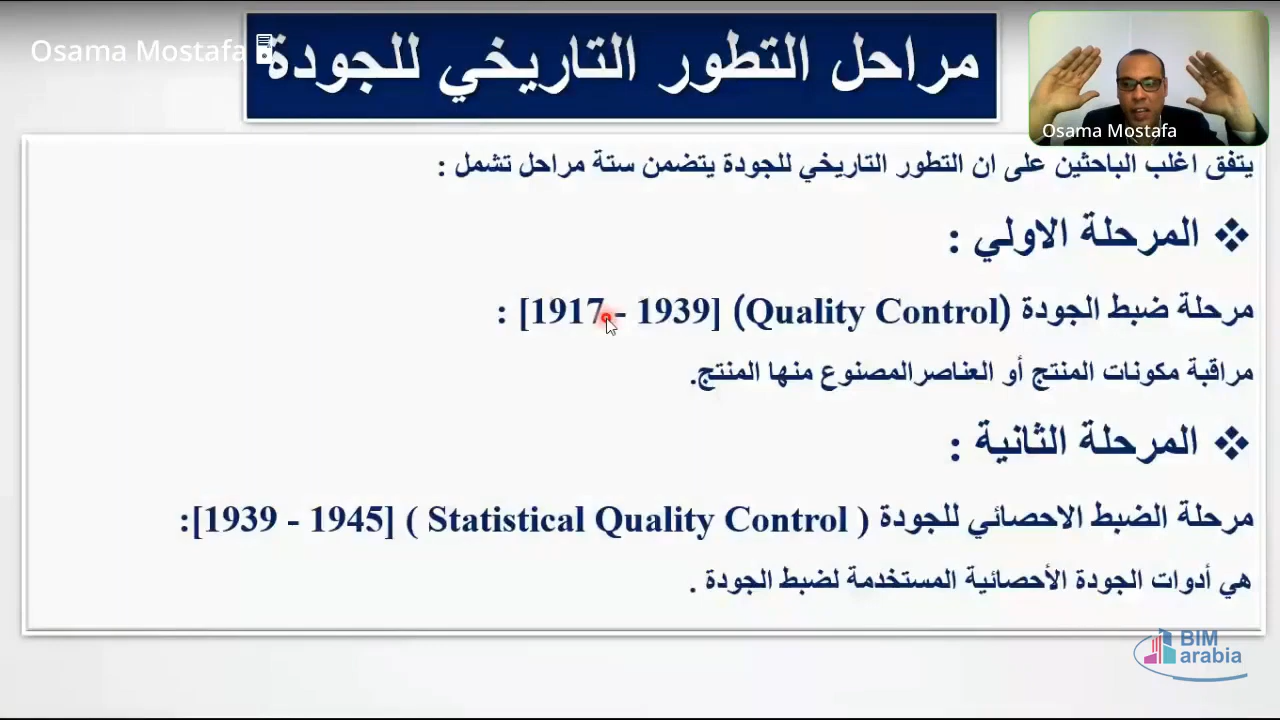 Osama Mostafa
مراحل التطور التاريخي للجودة
Osama Mostafa
يتفق اغلب الباحثين على ان التطور التاريخي للجودة يتضمن ستة مراحل تشمل :
❖ المرحلة الاولي :
مرحلة ضبط الجودة (Quality Control) [1917 - 1939] :
مراقبة مكونات المنتج أو العناصرالمصنوع منها المنتج.
❖ المرحلة الثانية :
مرحلة الضبط الاحصائي للجودة ( Statistical Quality Control ) [1939 - 1945]:
هي أدوات الجودة الأحصائية المستخدمة لضبط الجودة .
BIM
arabia